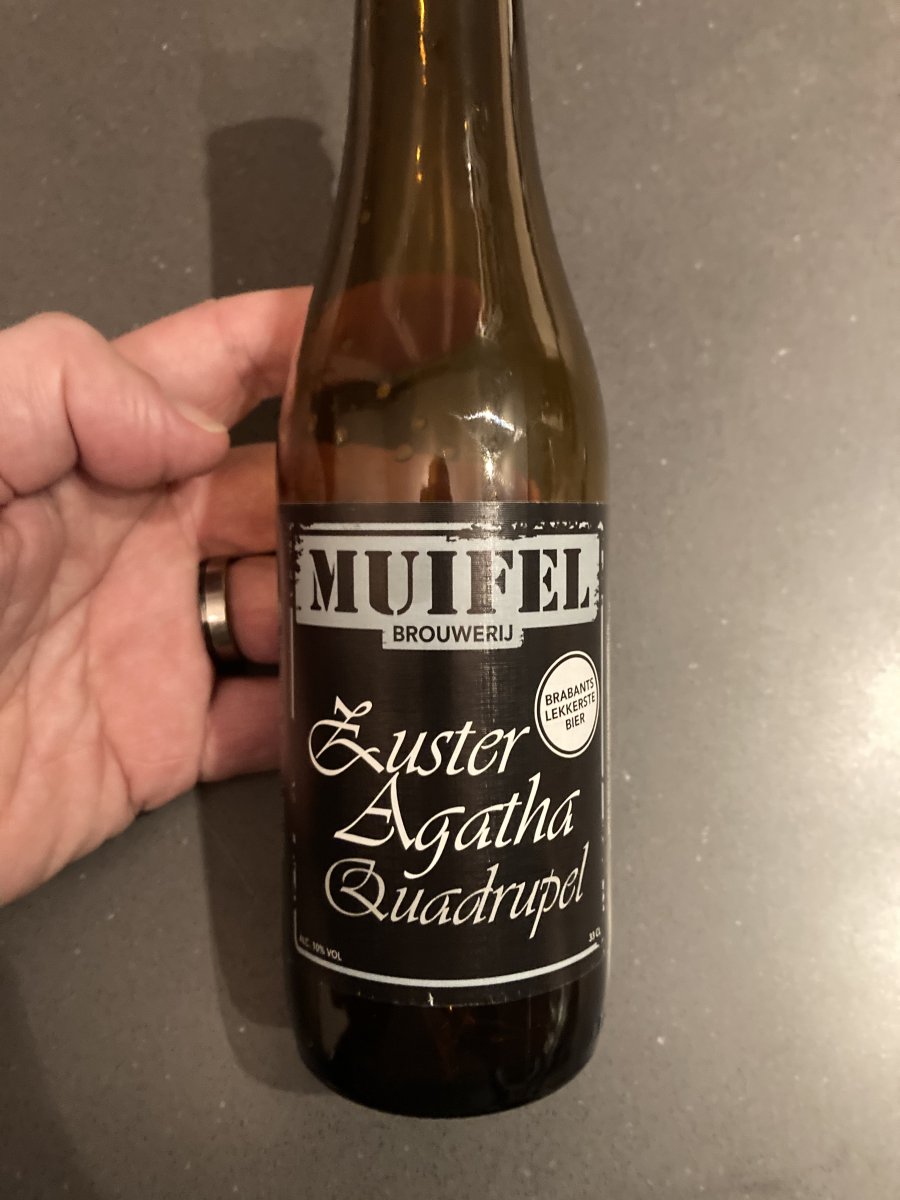 MUIFEL
BROUWERIJ
BRABANTS
LEKKERSTE
BIER
Zuster
Agatha
Quadrupel
ALC. 10% VOL
33 CL